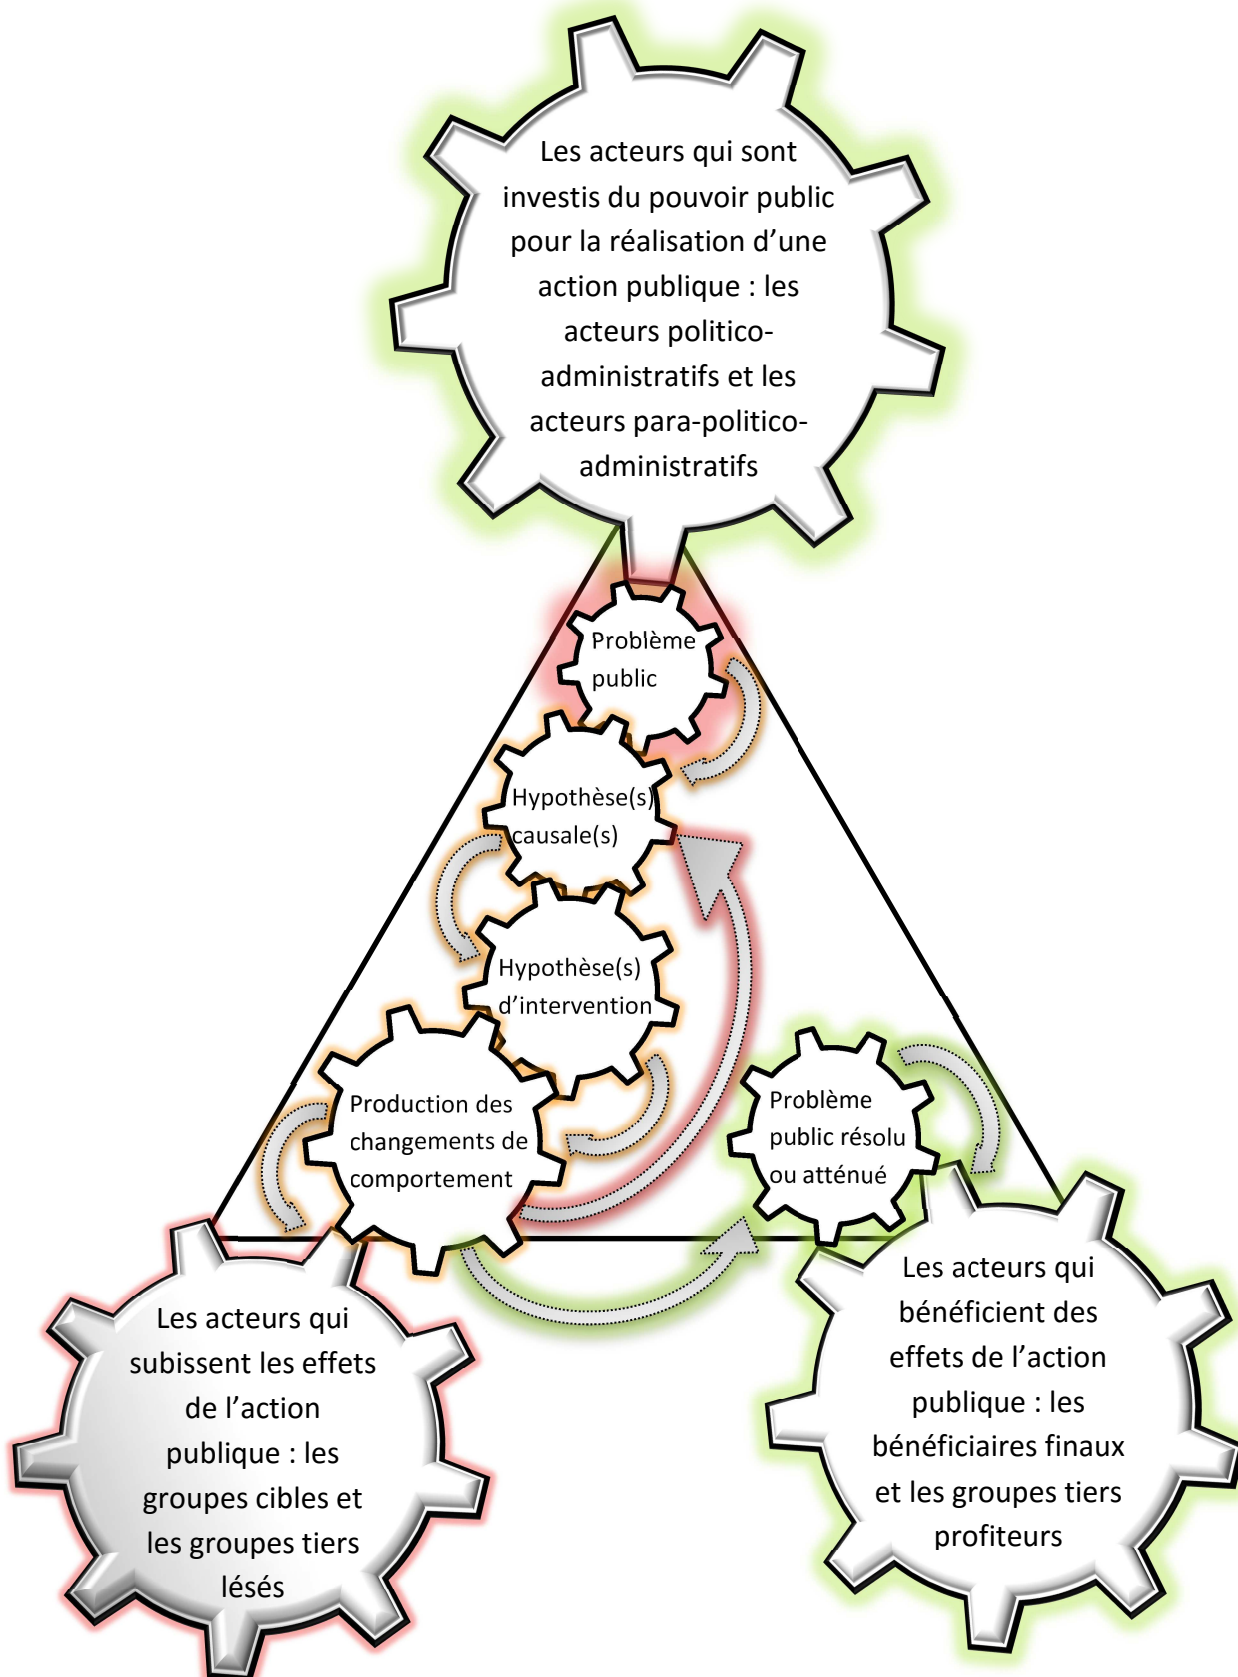 Les acteurs qui sont
investis du pouvoir public
pour la réalisation d’une
action publique : les
acteurs politico-
administratifs et les
acteurs para-politico-
administratifs
Problème
public
Hypothèse(s)
causale(s)
Hypothèse(s)
d’intervention
Production des
changements de
comportement
Problème
public résolu
ou atténué
Les acteurs qui
subissent les effets
de l’action
publique : les
groupes cibles et
les groupes tiers
lésés
Les acteurs qui
bénéficient des
effets de l’action
publique : les
bénéficiaires finaux
et les groupes tiers
profiteurs